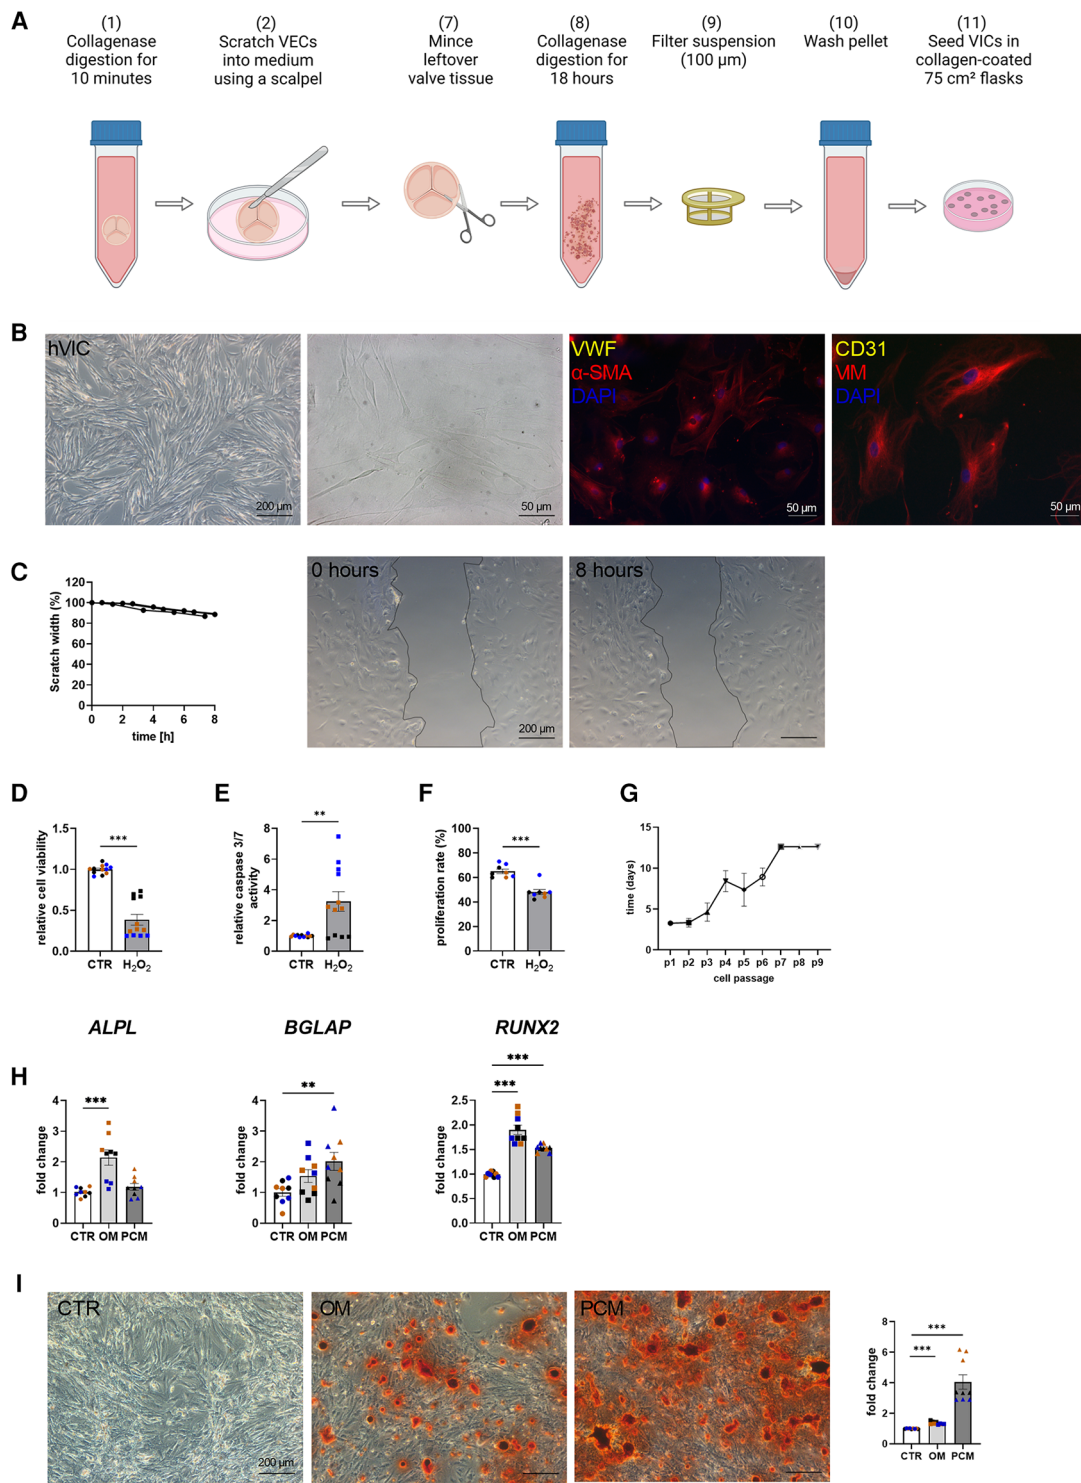 A
(1)
Collagenase
digestion for
10 minutes
(2)
Scratch VECs
into medium
using a scalpel
(7)
Mince
leftover
valve tissue
(8)
Collagenase
digestion for
18 hours
(9)
Filter suspension
(100 µm)
(10)
Wash pellet
(11)
Seed VICs in
collagen-coated
75 cm² flasks
B
hVIC
200 µm
50 µm
VWF
α-SMA
DAPI
50 µm
CD31
VIM
DAPI
50 µm
C
Scratch width (%)
120
100
80
60
40
20
0
0 2 4 6 8
time [h]
0 hours
200 µm
8 hours
D
relative cell viability
1.5
1.0
0.5
0.0
***
CTR H₂O₂
E
relative caspase 3/7
activity
8
6
4
2
0
**
CTR H₂O₂
F
proliferation rate (%)
100
80
60
40
20
0
***
CTR H₂O₂
G
time (days)
15
10
5
0
p1 p2 p3 p4 p5 p6 p7 p8 p9
cell passage
H
ALPL
fold change
4
3
2
1
0
***
CTR OM PCM
BGLAP
fold change
4
3
2
1
0
**
CTR OM PCM
RUNX2
fold change
2.5
2.0
1.5
1.0
0.5
0.0
***
***
CTR OM PCM
I
CTR
200 µm
OM
PCM
fold change
8
6
4
2
0
***
***
CTR OM PCM